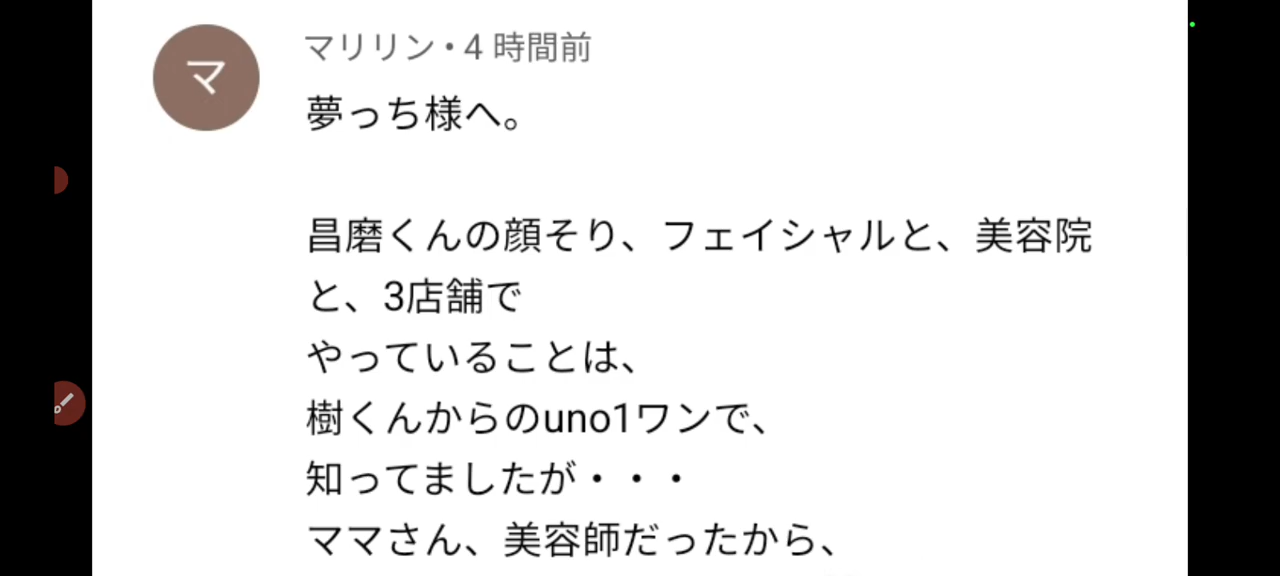 マ
マリリン • 4 時間前
夢っち様へ。
昌磨くんの顔そり、フェイシャルと、美容院
と、3店舗で
やっていることは、
樹くんからのuno1ワンで、
知ってましたが・・・
ママさん、美容師だったから、